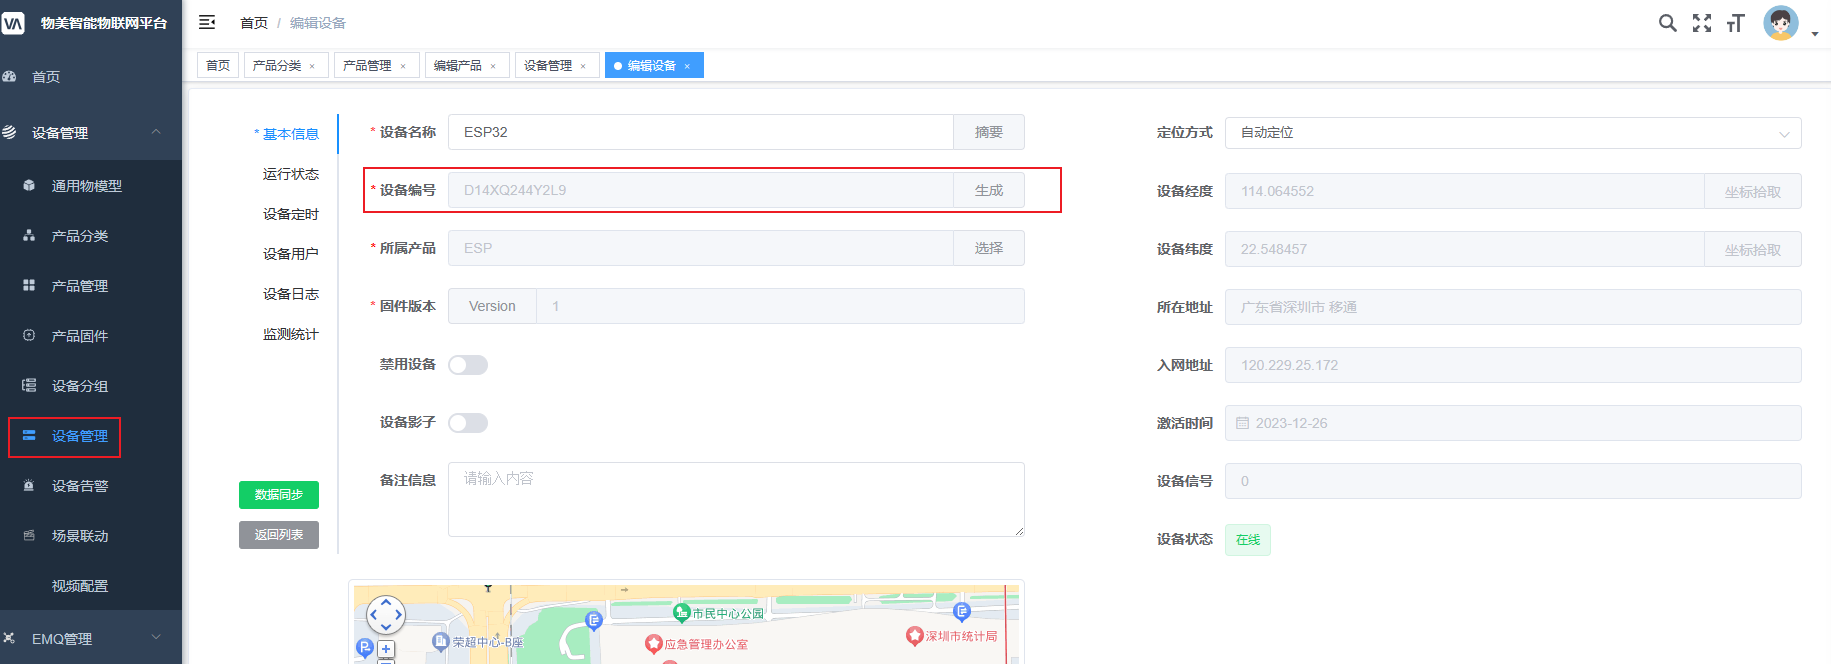 物美智能物联网平台
首页
设备管理
通用物模型
产品分类
产品管理
产品固件
设备分组
设备管理
设备告警
场景联动
视频配置
EMQ管理
首页 / 编辑设备
首页 产品分类 × 产品管理 × 编辑产品 × 设备管理 × 编辑设备 ×
* 基本信息
运行状态
设备定时
设备用户
设备日志
监测统计
数据同步
返回列表
* 设备名称 ESP32 摘要
* 设备编号 D14XQ244Y2L9 生成
* 所属产品 ESP 选择
* 固件版本 Version 1
禁用设备
设备影子
备注信息 请输入内容
定位方式 自动定位
设备经度 114.064552 坐标拾取
设备纬度 22.548457 坐标拾取
所在地址 广东省深圳市 移通
入网地址 120.229.25.172
激活时间 2023-12-26
设备信号 0
设备状态 在线
市民中心公园
荣超中心-B座
应急管理办公室
深圳市统计局
P